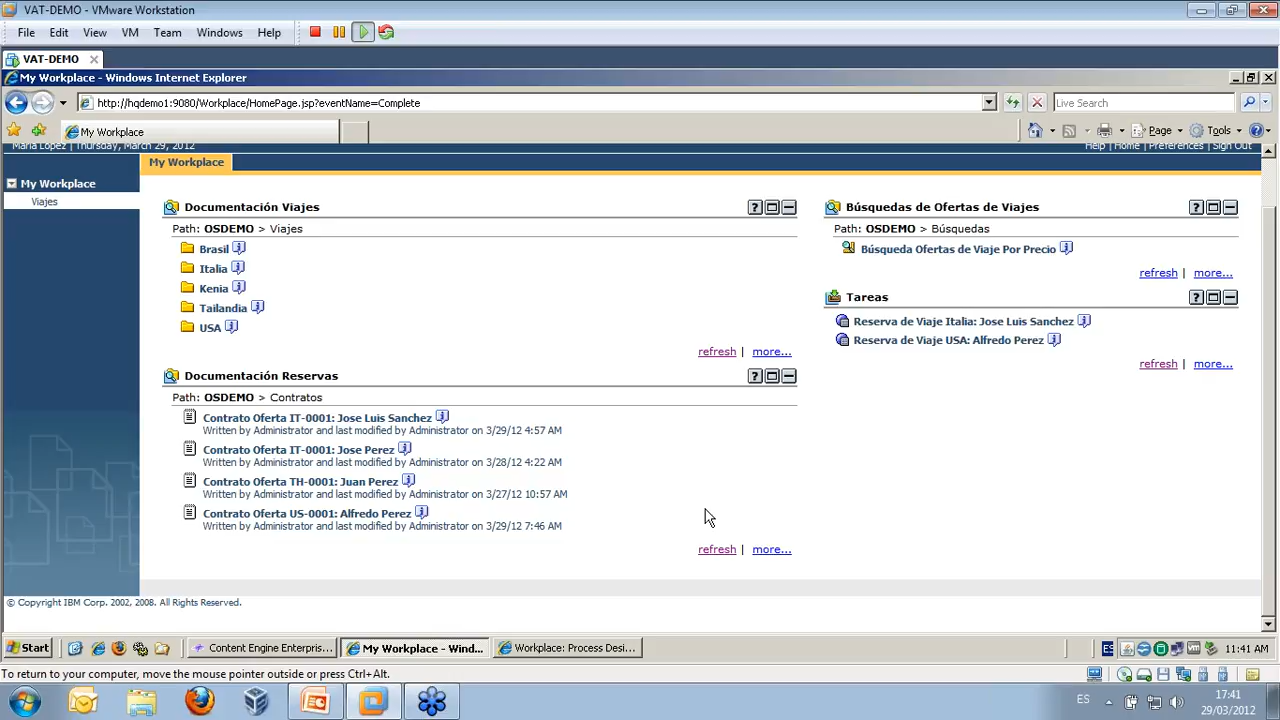 VAT-DEMO - VMware Workstation
File Edit View VM Team Windows Help
VAT-DEMO
My Workplace - Windows Internet Explorer
http://hqdemo1:9080/Workplace/HomePage.jsp?eventName=Complete
Live Search
My Workplace
Page Tools
Maria Lopez | Thursday, March 29, 2012
Help | Home | Preferences | Sign Out
My Workplace
My Workplace
Viajes
Documentación Viajes
Path: OSDEMO > Viajes
Brasil
Italia
Kenia
Tailandia
USA
refresh | more...
Documentación Reservas
Path: OSDEMO > Contratos
Contrato Oferta IT-0001: Jose Luis Sanchez
Written by Administrator and last modified by Administrator on 3/29/12 4:57 AM
Contrato Oferta IT-0001: Jose Perez
Written by Administrator and last modified by Administrator on 3/28/12 4:22 AM
Contrato Oferta TH-0001: Juan Perez
Written by Administrator and last modified by Administrator on 3/27/12 10:57 AM
Contrato Oferta US-0001: Alfredo Perez
Written by Administrator and last modified by Administrator on 3/29/12 7:46 AM
refresh | more...
Búsquedas de Ofertas de Viajes
Path: OSDEMO > Búsquedas
Búsqueda Ofertas de Viaje Por Precio
refresh | more...
Tareas
Reserva de Viaje Italia: Jose Luis Sanchez
Reserva de Viaje USA: Alfredo Perez
refresh | more...
© Copyright IBM Corp. 2002, 2008. All Rights Reserved.
Start
Content Engine Enterpris...
My Workplace - Wind...
Workplace: Process Desi...
ES
11:41 AM
To return to your computer, move the mouse pointer outside or press Ctrl+Alt.
ES
17:41
29/03/2012